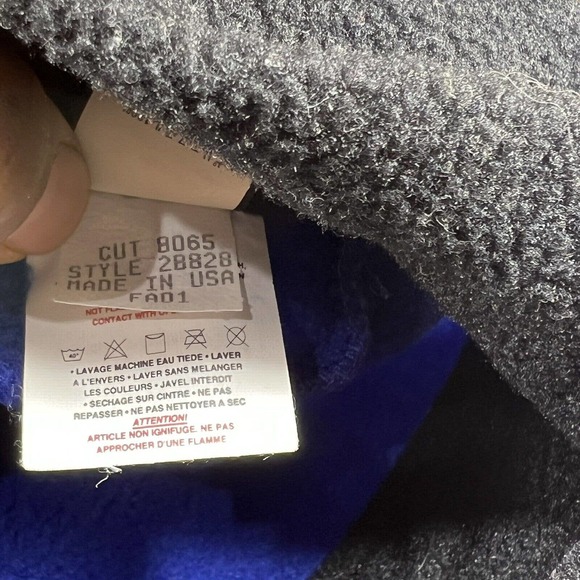 CUT 8065
STYLE 2B828
MADE IN USA
FA01
CONTACT WITH
40°
• LAVAGE MACHINE EAU TIEDE • LAVER
A L'ENVERS • LAVER SANS MELANGER
LES COULEURS • JAVEL INTERDIT
• SECHAGE SUR CINTRE • NE PAS
REPASSER • NE PAS NETTOYER A SEC
ATTENTION!
ARTICLE NON IGNIFUGE. NE PAS
APPROCHER D'UNE FLAMME